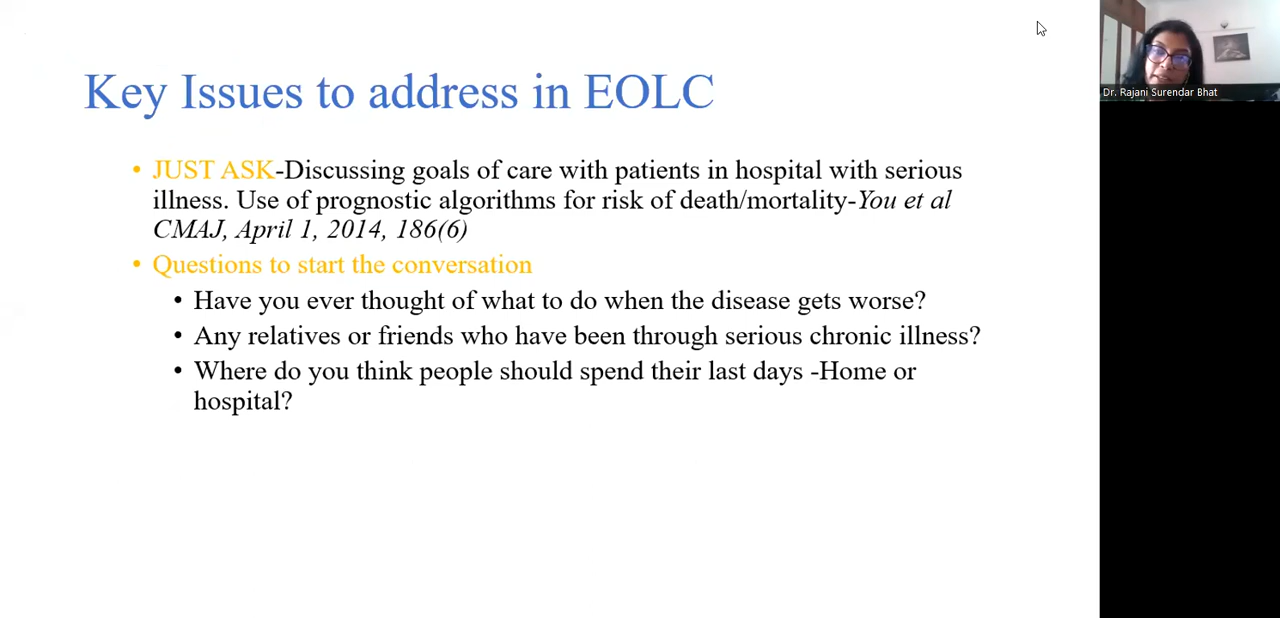 Key Issues to address in EOLC
• JUST ASK-Discussing goals of care with patients in hospital with serious
illness. Use of prognostic algorithms for risk of death/mortality-You et al
CMAJ, April 1, 2014, 186(6)
• Questions to start the conversation
• Have you ever thought of what to do when the disease gets worse?
• Any relatives or friends who have been through serious chronic illness?
• Where do you think people should spend their last days -Home or
hospital?
Dr. Rajani Surendar Bhat